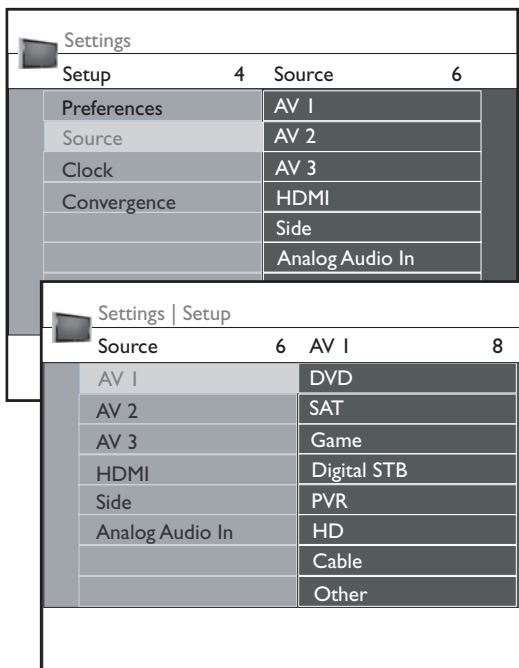 Settings
Setup 4 Source 6
Preferences AV 1
Source AV 2
Clock AV 3
Convergence HDMI
Side
Analog Audio In
Settings | Setup
Source 6 AV 1 8
AV 1 DVD
AV 2 SAT
AV 3 Game
HDMI Digital STB
Side PVR
Analog Audio In HD
Cable
Other